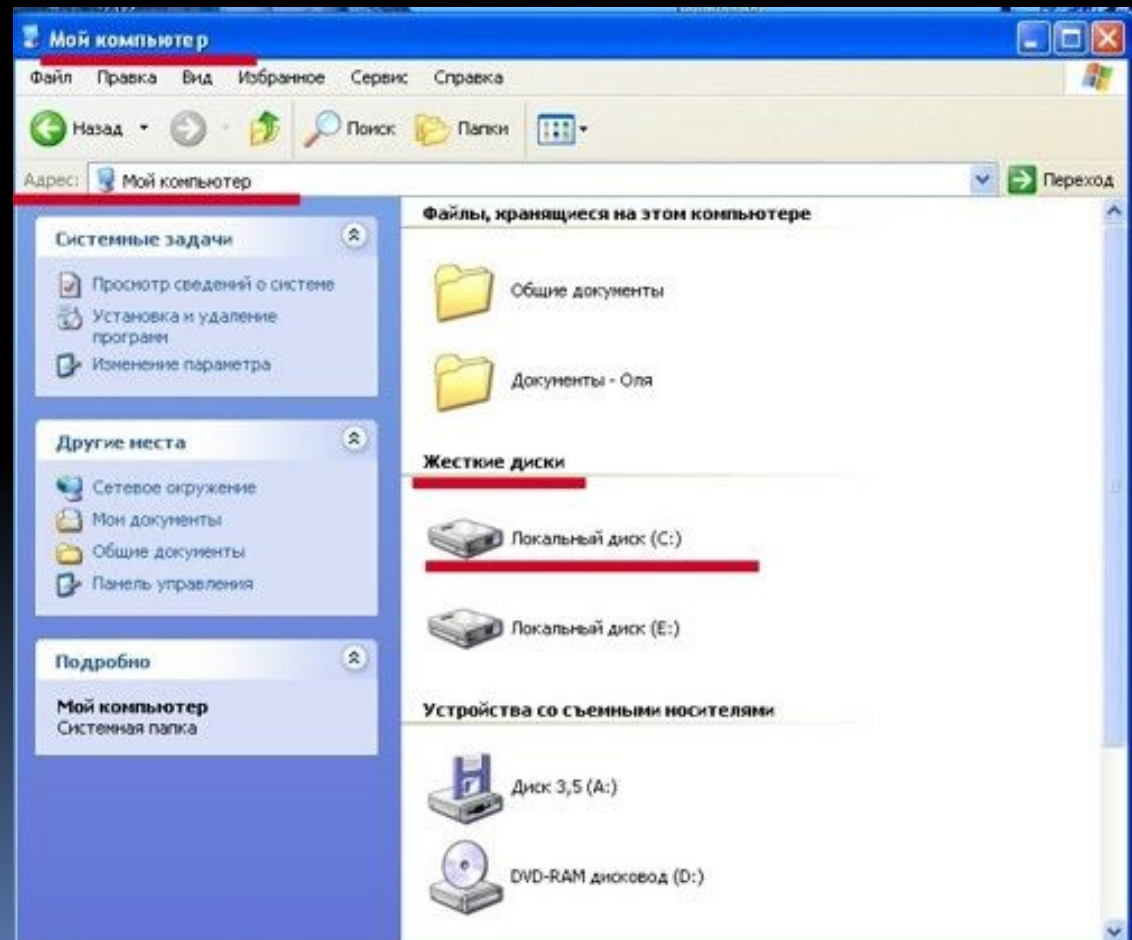 Мой компьютер
Файл Правка Вид Избранное Сервис Справка
Назад Поиск Папки
Адрес: Мой компьютер Переход
Системные задачи
Просмотр сведений о системе
Установка и удаление
программ
Изменение параметра
Другие места
Сетевое окружение
Мои документы
Общие документы
Панель управления
Подробно
Мой компьютер
Системная папка
Файлы, хранящиеся на этом компьютере
Общие документы
Документы - Оля
Жесткие диски
Локальный диск (C:)
Локальный диск (E:)
Устройства со съемными носителями
Диск 3,5 (A:)
DVD-RAM дисковод (D:)